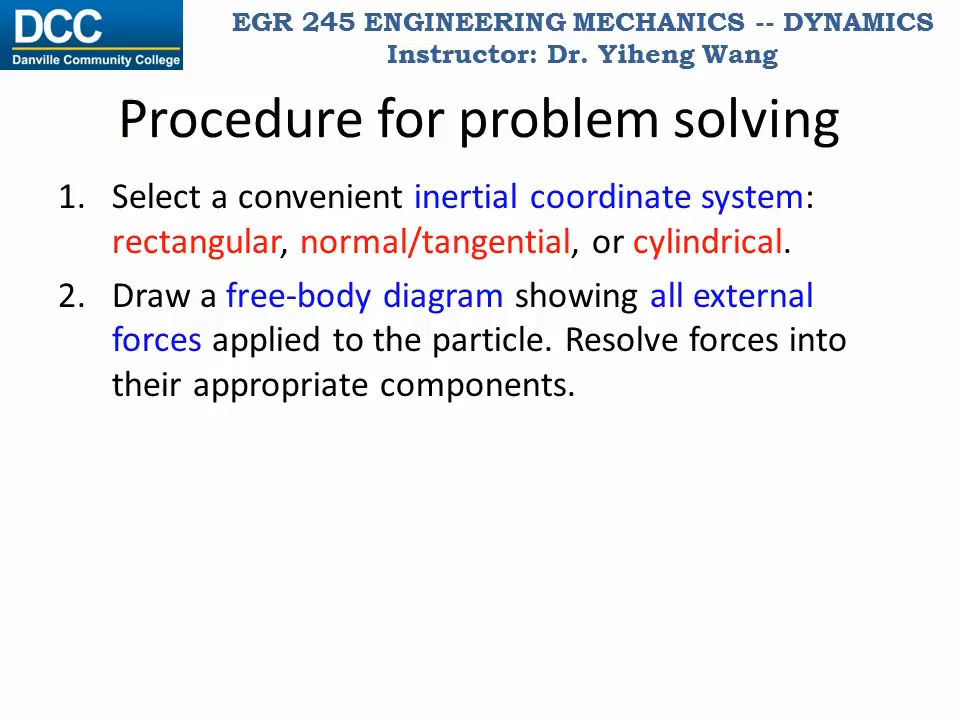 DCC
Danville Community College
EGR 245 ENGINEERING MECHANICS -- DYNAMICS
Instructor: Dr. Yiheng Wang
Procedure for problem solving
1. Select a convenient inertial coordinate system:
rectangular, normal/tangential, or cylindrical.
2. Draw a free-body diagram showing all external
forces applied to the particle. Resolve forces into
their appropriate components.